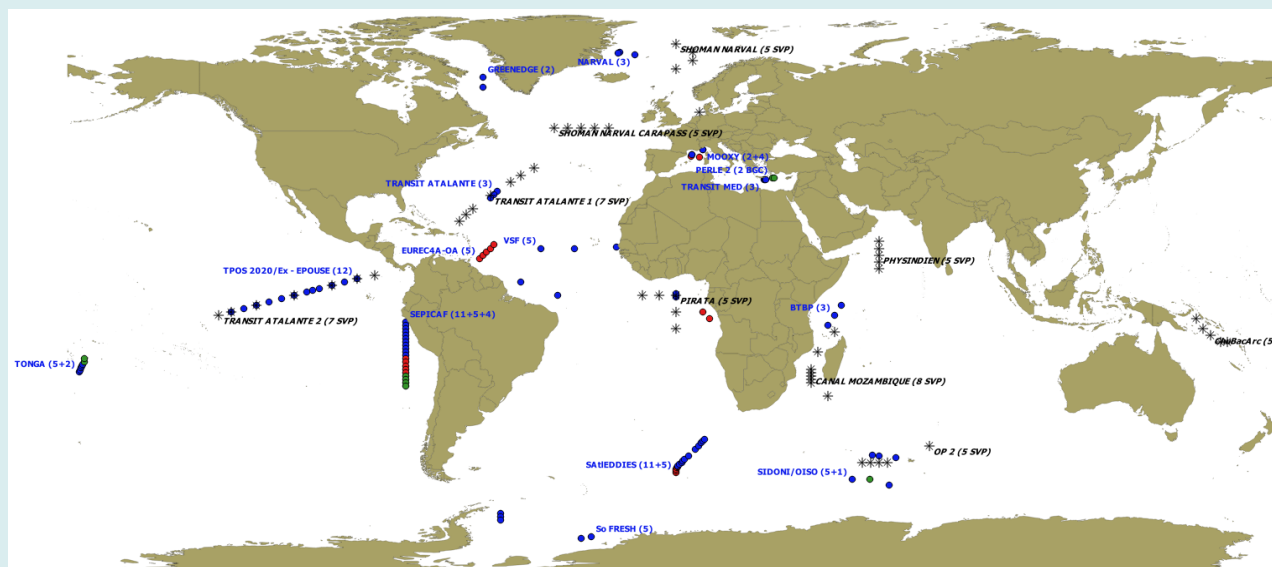 SHOMAN NARVAL (5 SVP)
NARVAL (3)
GREENEDGE (2)
SHOMAN NARVAL CARAPASS (5 SVP)
MOOXY (2+4)
PERLE 2 (2 BGC)
TRANSIT ATALANTE (3)
TRANSIT MED (3)
TRANSIT ATALANTE 1 (7 SVP)
VSF (5)
EUREC4A-OA (5)
PHYSINDIEN (5 SVP)
TPOS 2020/Ex - EPOUSE (12)
PIRATA (5 SVP)
BTBP (3)
SEPICAF (11+5+4)
TRANSIT ATALANTE 2 (7 SVP)
ChuBacArc (5
TONGA (5+2)
CANAL MOZAMBIQUE (8 SVP)
OP 2 (5 SVP)
SAtlEDDIES (11+5)
SIDONI/OISO (5+1)
So FRESH (5)